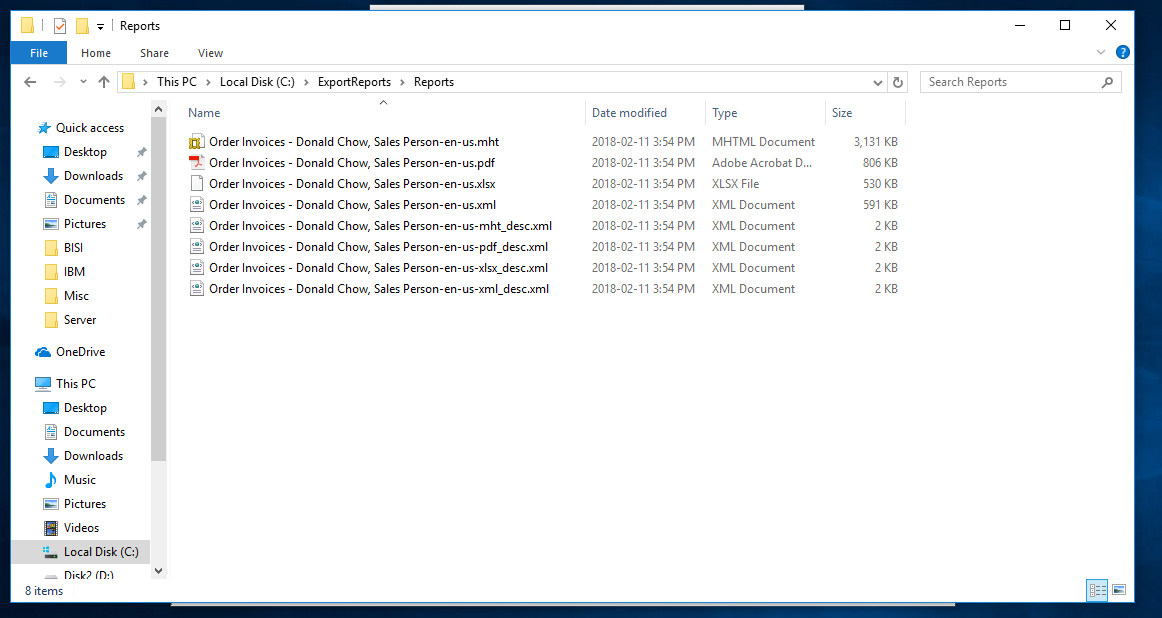 Reports
File Home Share View
This PC Local Disk (C:) ExportReports Reports Search Reports
Name Date modified Type Size
Order Invoices - Donald Chow, Sales Person-en-us.mht 2018-02-11 3:54 PM MHTML Document 3,131 KB
Order Invoices - Donald Chow, Sales Person-en-us.pdf 2018-02-11 3:54 PM Adobe Acrobat D... 806 KB
Order Invoices - Donald Chow, Sales Person-en-us.xlsx 2018-02-11 3:54 PM XLSX File 530 KB
Order Invoices - Donald Chow, Sales Person-en-us.xml 2018-02-11 3:54 PM XML Document 591 KB
Order Invoices - Donald Chow, Sales Person-en-us-mht_desc.xml 2018-02-11 3:54 PM XML Document 2 KB
Order Invoices - Donald Chow, Sales Person-en-us-pdf_desc.xml 2018-02-11 3:54 PM XML Document 2 KB
Order Invoices - Donald Chow, Sales Person-en-us-xlsx_desc.xml 2018-02-11 3:54 PM XML Document 2 KB
Order Invoices - Donald Chow, Sales Person-en-us-xml_desc.xml 2018-02-11 3:54 PM XML Document 2 KB
Quick access
Desktop
Downloads
Documents
Pictures
BISI
IBM
Misc
Server
OneDrive
This PC
Desktop
Documents
Downloads
Music
Pictures
Videos
Local Disk (C:)
Disk2 (D:)
8 items